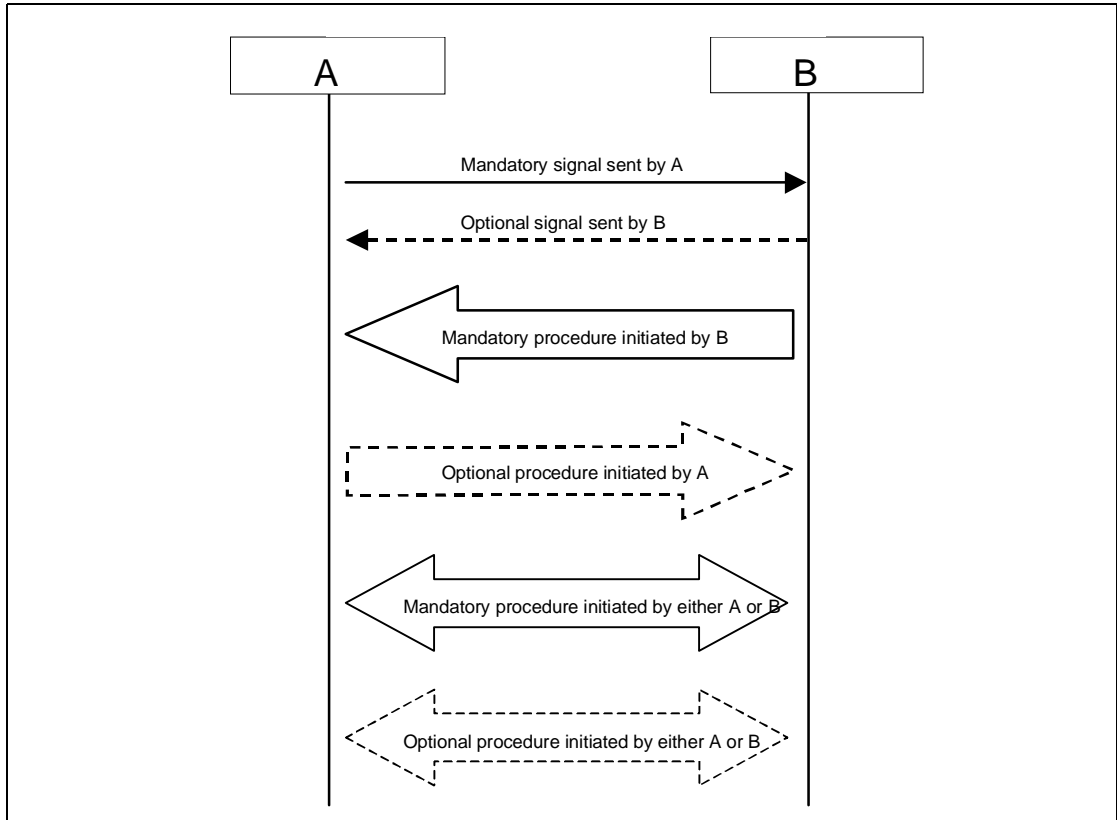 A
B
Mandatory signal sent by A
Optional signal sent by B
Mandatory procedure initiated by B
Optional procedure initiated by A
Mandatory procedure initiated by either A or B
Optional procedure initiated by either A or B